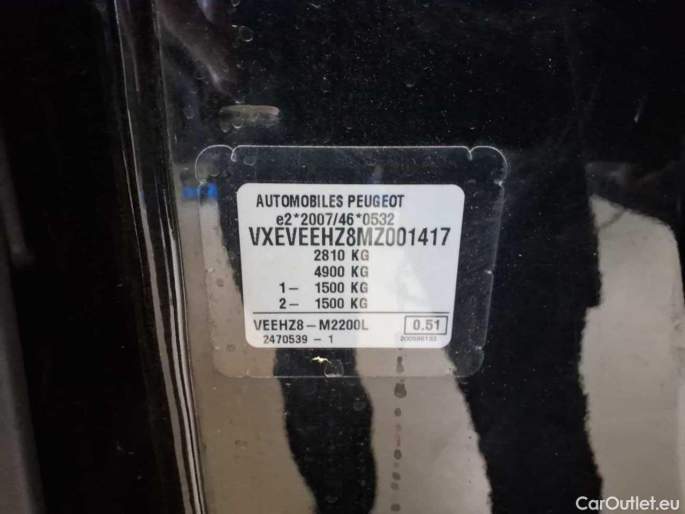 AUTOMOBILES PEUGEOT
e2*2007/46*0532
VXEVEEHZ8MZ001417
2810 KG
4900 KG
1- 1500 KG
2- 1500 KG
VEEHZ8-M2200L 0.51
2470539 - 1
CarOutlet.eu